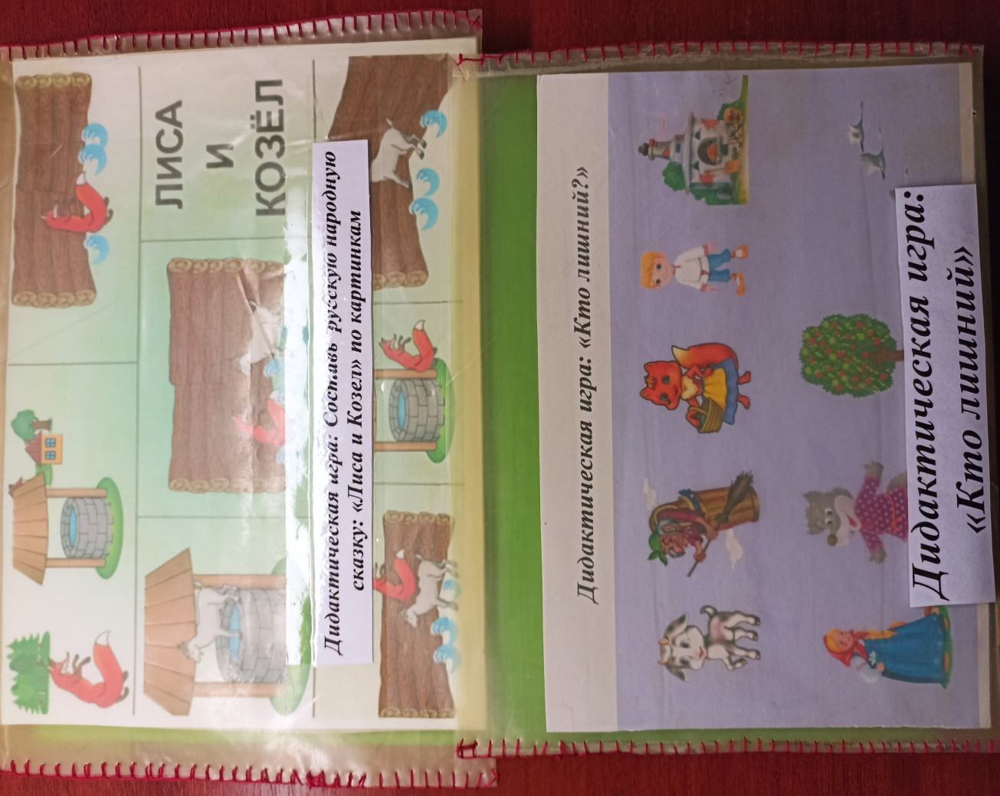 ЛИСА
И
КОЗЁЛ
Дидактическая игра: Составь русскую народную
сказку: «Лиса и Козел» по картинкам
Дидактическая игра: «Кто лишний?»
Дидактическая игра:
«Кто лишний»